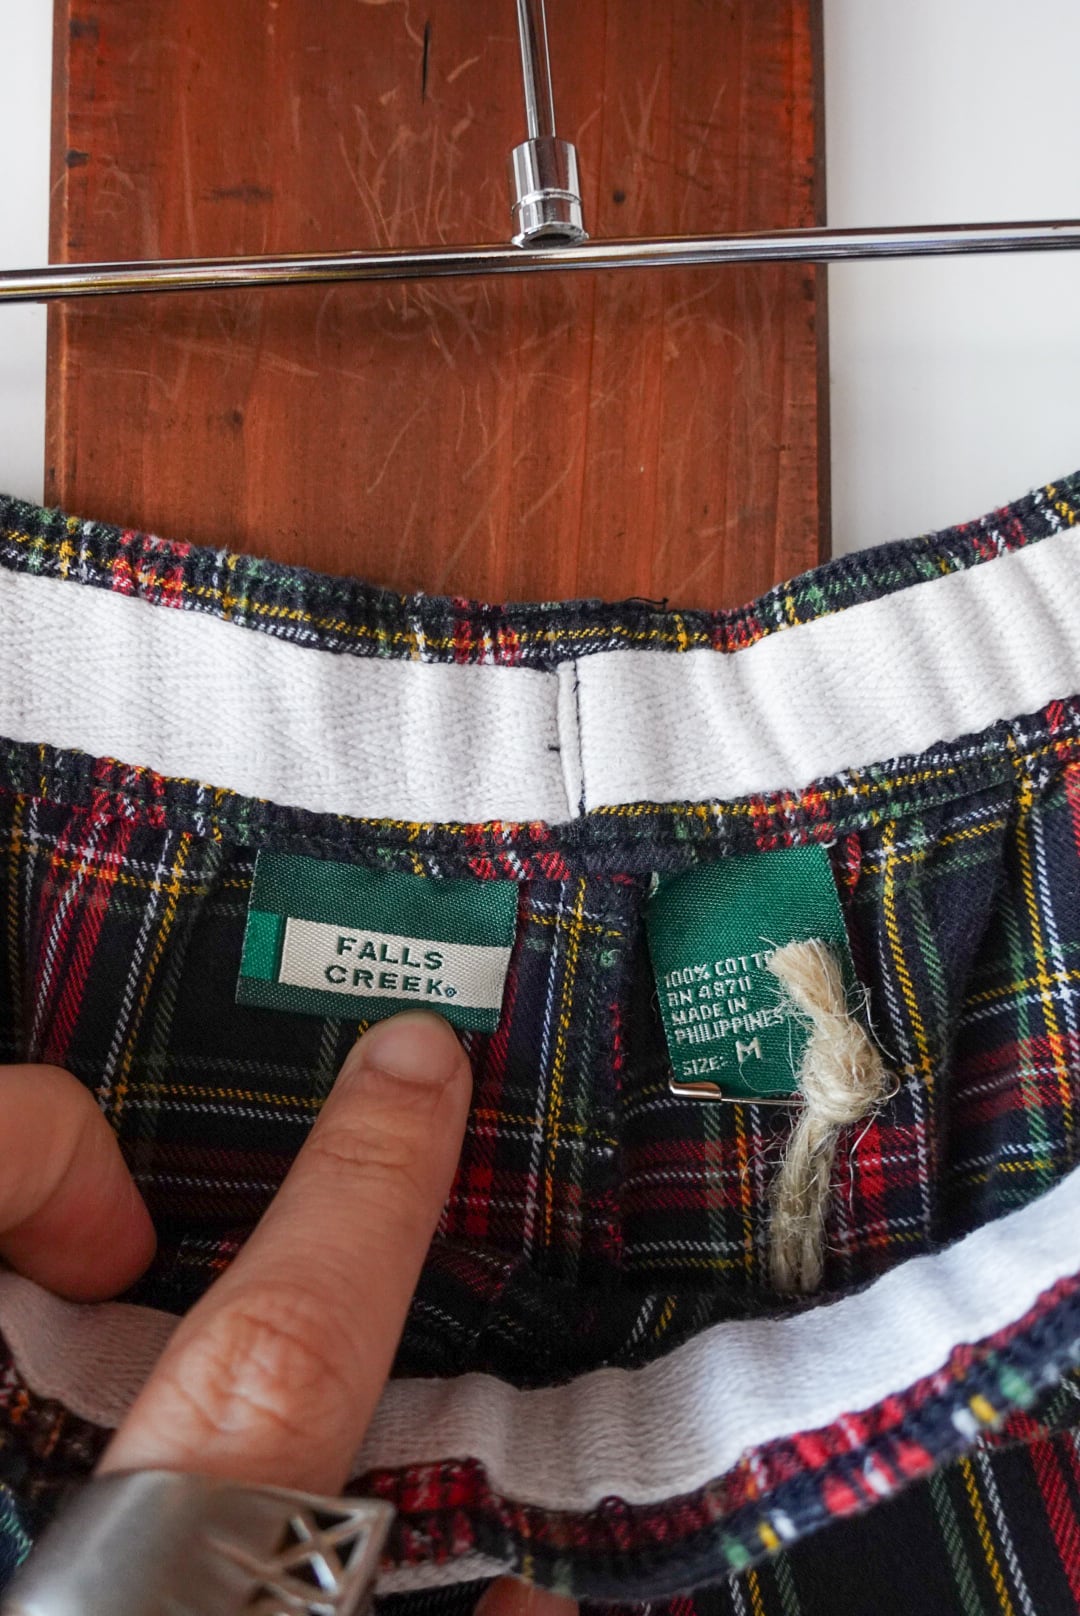 FALLS
CREEK®
100% COTT
RN 48711
MADE IN
PHILIPPINES
SIZE: M